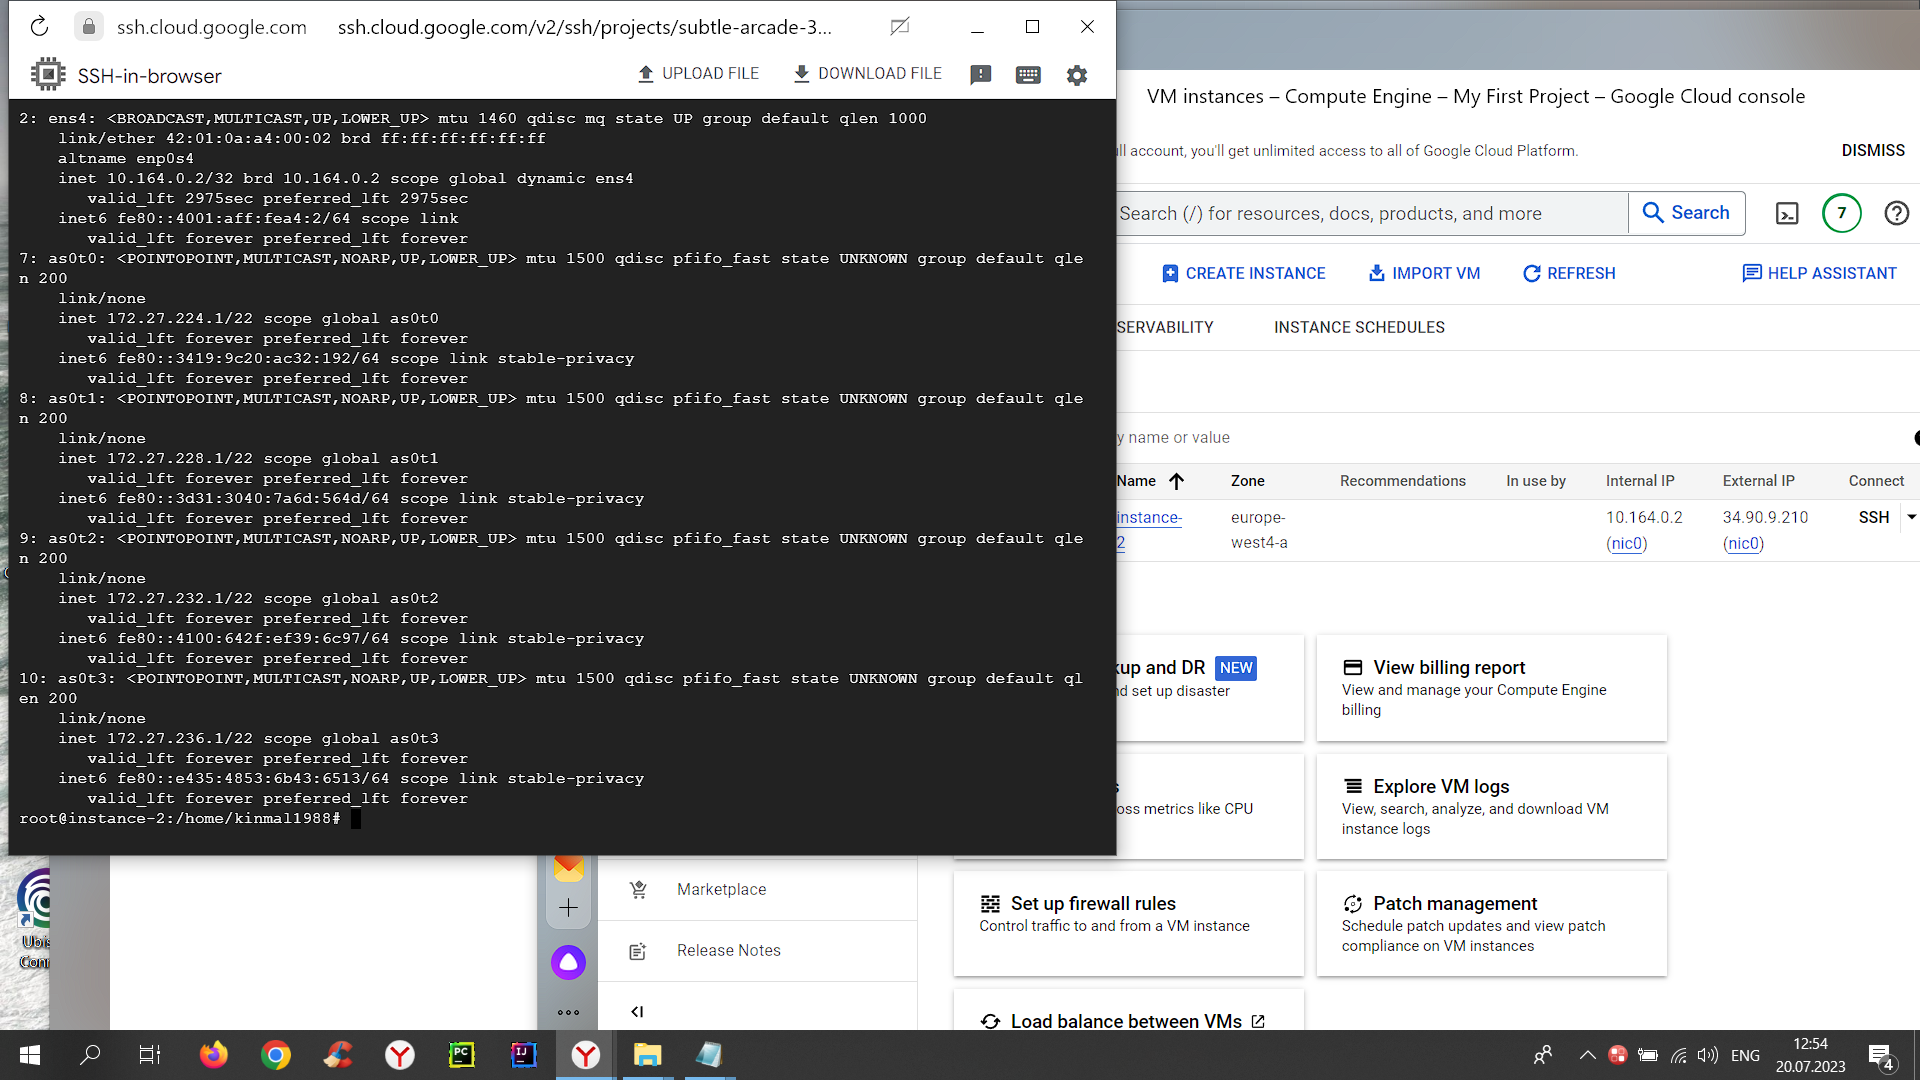 ssh.cloud.google.com
ssh.cloud.google.com/v2/ssh/projects/subtle-arcade-3...
SSH-in-browser
UPLOAD FILE
DOWNLOAD FILE
2: ens4: <BROADCAST,MULTICAST,UP,LOWER_UP> mtu 1460 qdisc mq state UP group default qlen 1000
link/ether 42:01:0a:a4:00:02 brd ff:ff:ff:ff:ff:ff
altname enp0s4
inet 10.164.0.2/32 brd 10.164.0.2 scope global dynamic ens4
valid_lft 2975sec preferred_lft 2975sec
inet6 fe80::4001:aff:fea4:2/64 scope link
valid_lft forever preferred_lft forever
7: as0t0: <POINTOPOINT,MULTICAST,NOARP,UP,LOWER_UP> mtu 1500 qdisc pfifo_fast state UNKNOWN group default qle
n 200
link/none
inet 172.27.224.1/22 scope global as0t0
valid_lft forever preferred_lft forever
inet6 fe80::3419:9c20:ac32:192/64 scope link stable-privacy
valid_lft forever preferred_lft forever
8: as0t1: <POINTOPOINT,MULTICAST,NOARP,UP,LOWER_UP> mtu 1500 qdisc pfifo_fast state UNKNOWN group default qle
n 200
link/none
inet 172.27.228.1/22 scope global as0t1
valid_lft forever preferred_lft forever
inet6 fe80::3d31:3040:7a6d:564d/64 scope link stable-privacy
valid_lft forever preferred_lft forever
9: as0t2: <POINTOPOINT,MULTICAST,NOARP,UP,LOWER_UP> mtu 1500 qdisc pfifo_fast state UNKNOWN group default qle
n 200
link/none
inet 172.27.232.1/22 scope global as0t2
valid_lft forever preferred_lft forever
inet6 fe80::4100:642f:ef39:6c97/64 scope link stable-privacy
valid_lft forever preferred_lft forever
10: as0t3: <POINTOPOINT,MULTICAST,NOARP,UP,LOWER_UP> mtu 1500 qdisc pfifo_fast state UNKNOWN group default ql
en 200
link/none
inet 172.27.236.1/22 scope global as0t3
valid_lft forever preferred_lft forever
inet6 fe80::e435:4853:6b43:6513/64 scope link stable-privacy
valid_lft forever preferred_lft forever
root@instance-2:/home/kinmal1988#
VM instances – Compute Engine – My First Project – Google Cloud console
ll account, you'll get unlimited access to all of Google Cloud Platform.
DISMISS
Search (/) for resources, docs, products, and more
Search
7
CREATE INSTANCE
IMPORT VM
REFRESH
HELP ASSISTANT
SERVABILITY
INSTANCE SCHEDULES
y name or value
Name
Zone
Recommendations
In use by
Internal IP
External IP
Connect
instance-
2
europe-
west4-a
10.164.0.2
(nic0)
34.90.9.210
(nic0)
SSH
kup and DR
NEW
nd set up disaster
View billing report
View and manage your Compute Engine
billing
s
oss metrics like CPU
Explore VM logs
View, search, analyze, and download VM
instance logs
Marketplace
Release Notes
Set up firewall rules
Control traffic to and from a VM instance
Patch management
Schedule patch updates and view patch
compliance on VM instances
Load balance between VMs
Ubis
Conn
PC
IJ
ENG
12:54
20.07.2023
4